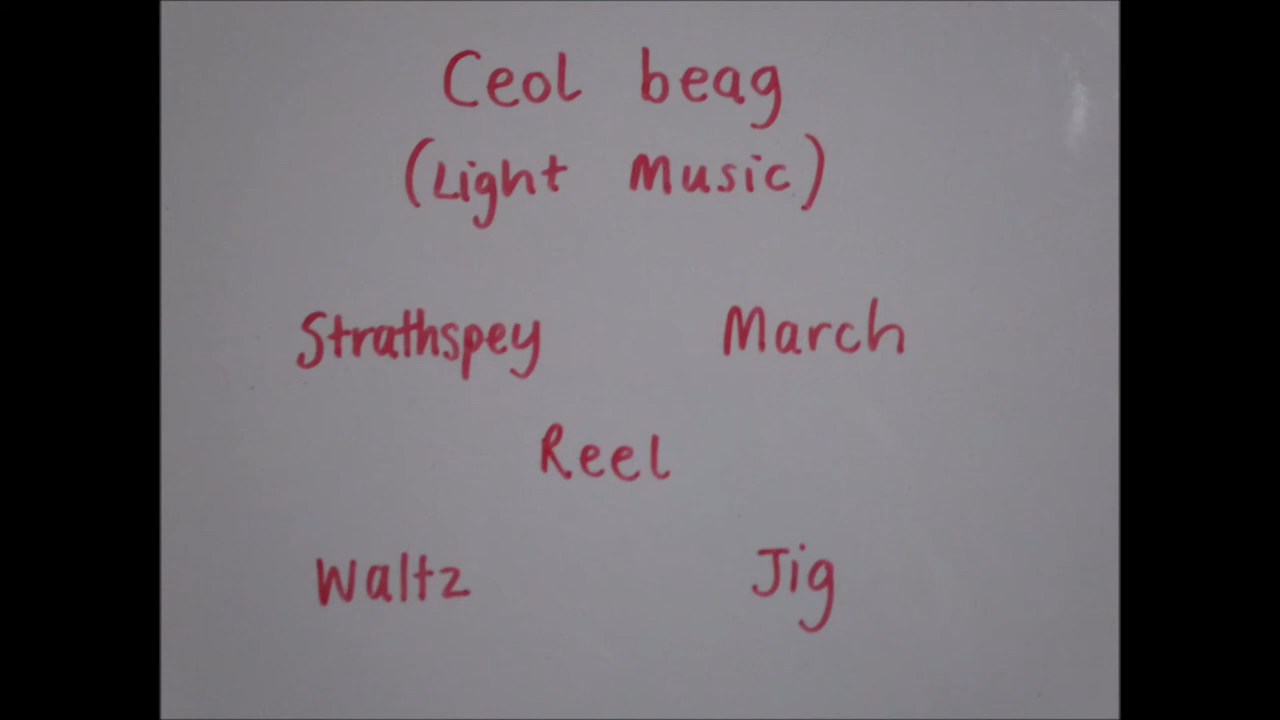 Ceol beag
(Light Music)
Strathspey March
Reel
Waltz Jig